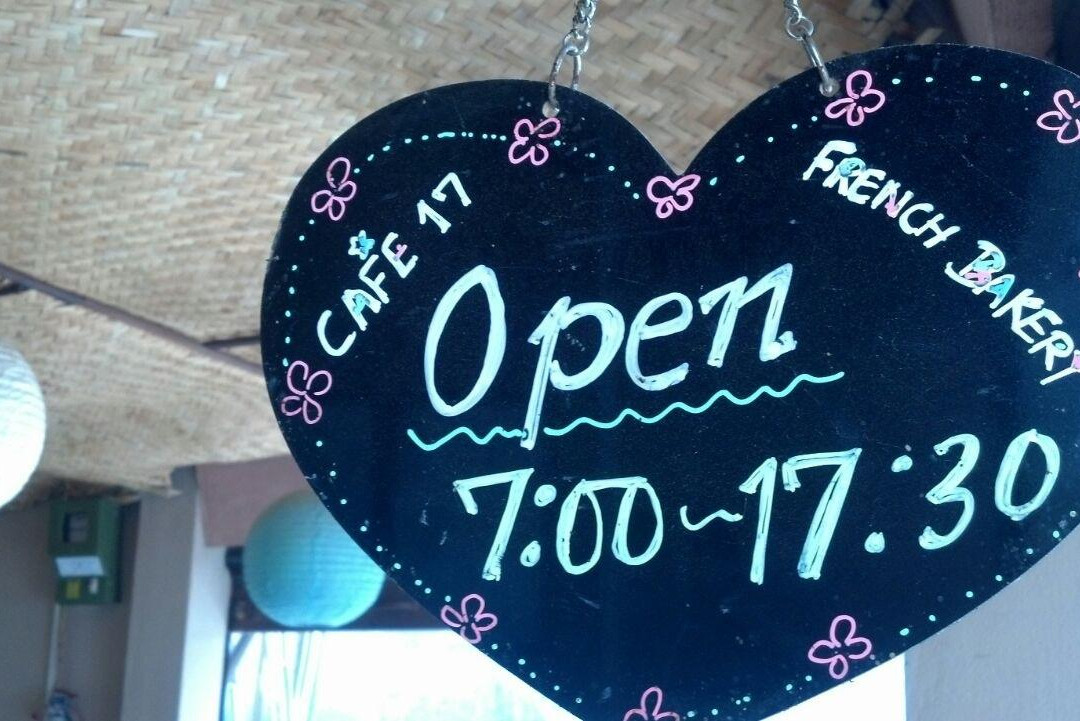 CAFE 17
FRENCH BAKERY
Open
7:00~17:30